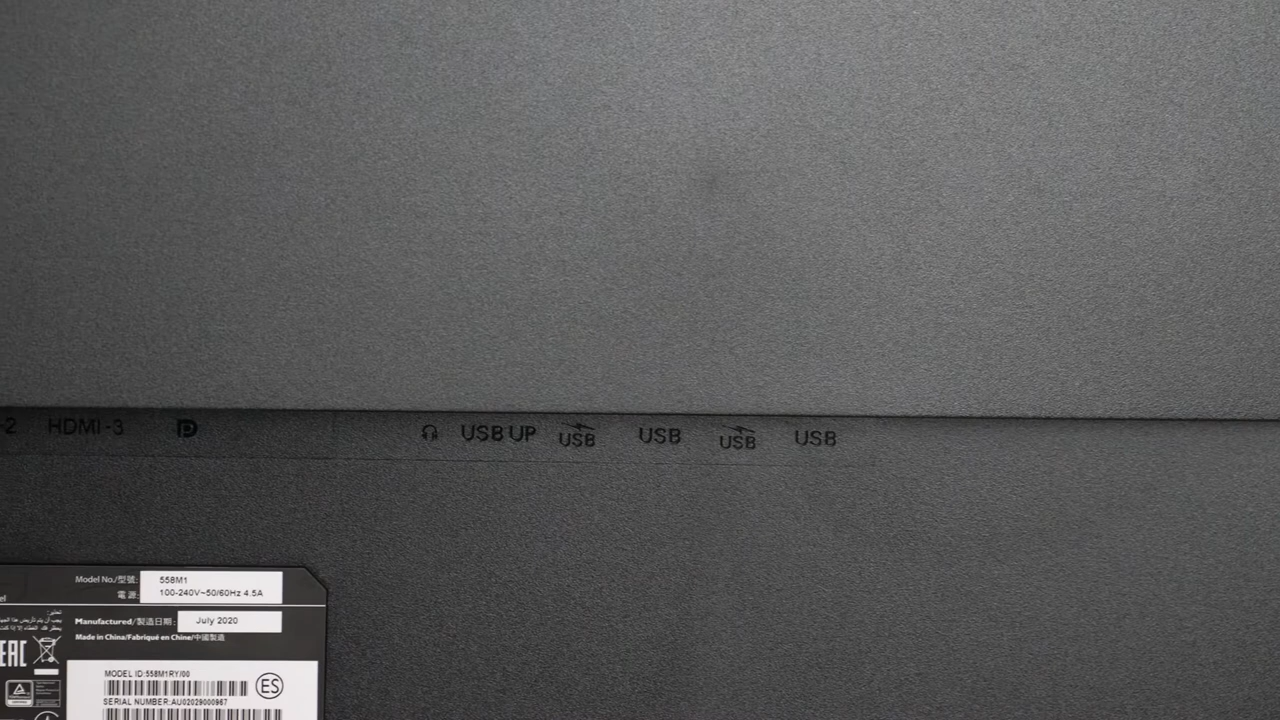 -2 HDMI-3 USB UP USB USB USB USB
Model No./型號: 558M1
電源: 100-240V~50/60Hz 4.5A
Manufactured/製造日期: July 2020
Made in China/Fabriqué en Chine/中國製造
EAC
MODEL ID:558M1RY/00
ES
SERIAL NUMBER:AU02029000967